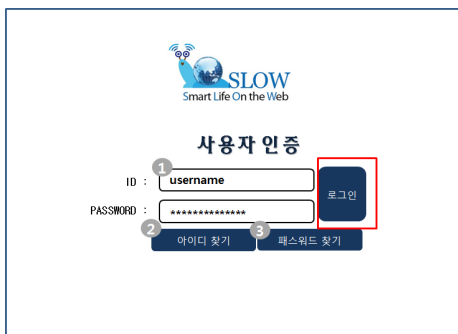 SLOW
Smart Life On the Web
사용자 인증
1
ID : username
로그인
PASSWORD : **************
2 아이디 찾기 3 패스워드 찾기